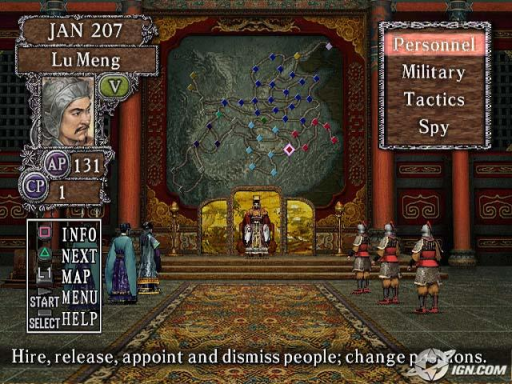 JAN 207
Lu Meng
V
AP 131
CP 1
Personnel
Military
Tactics
Spy
INFO
NEXT
L1 MAP
START MENU
SELECT HELP
Hire, release, appoint and dismiss people; change positions.
IGN.COM